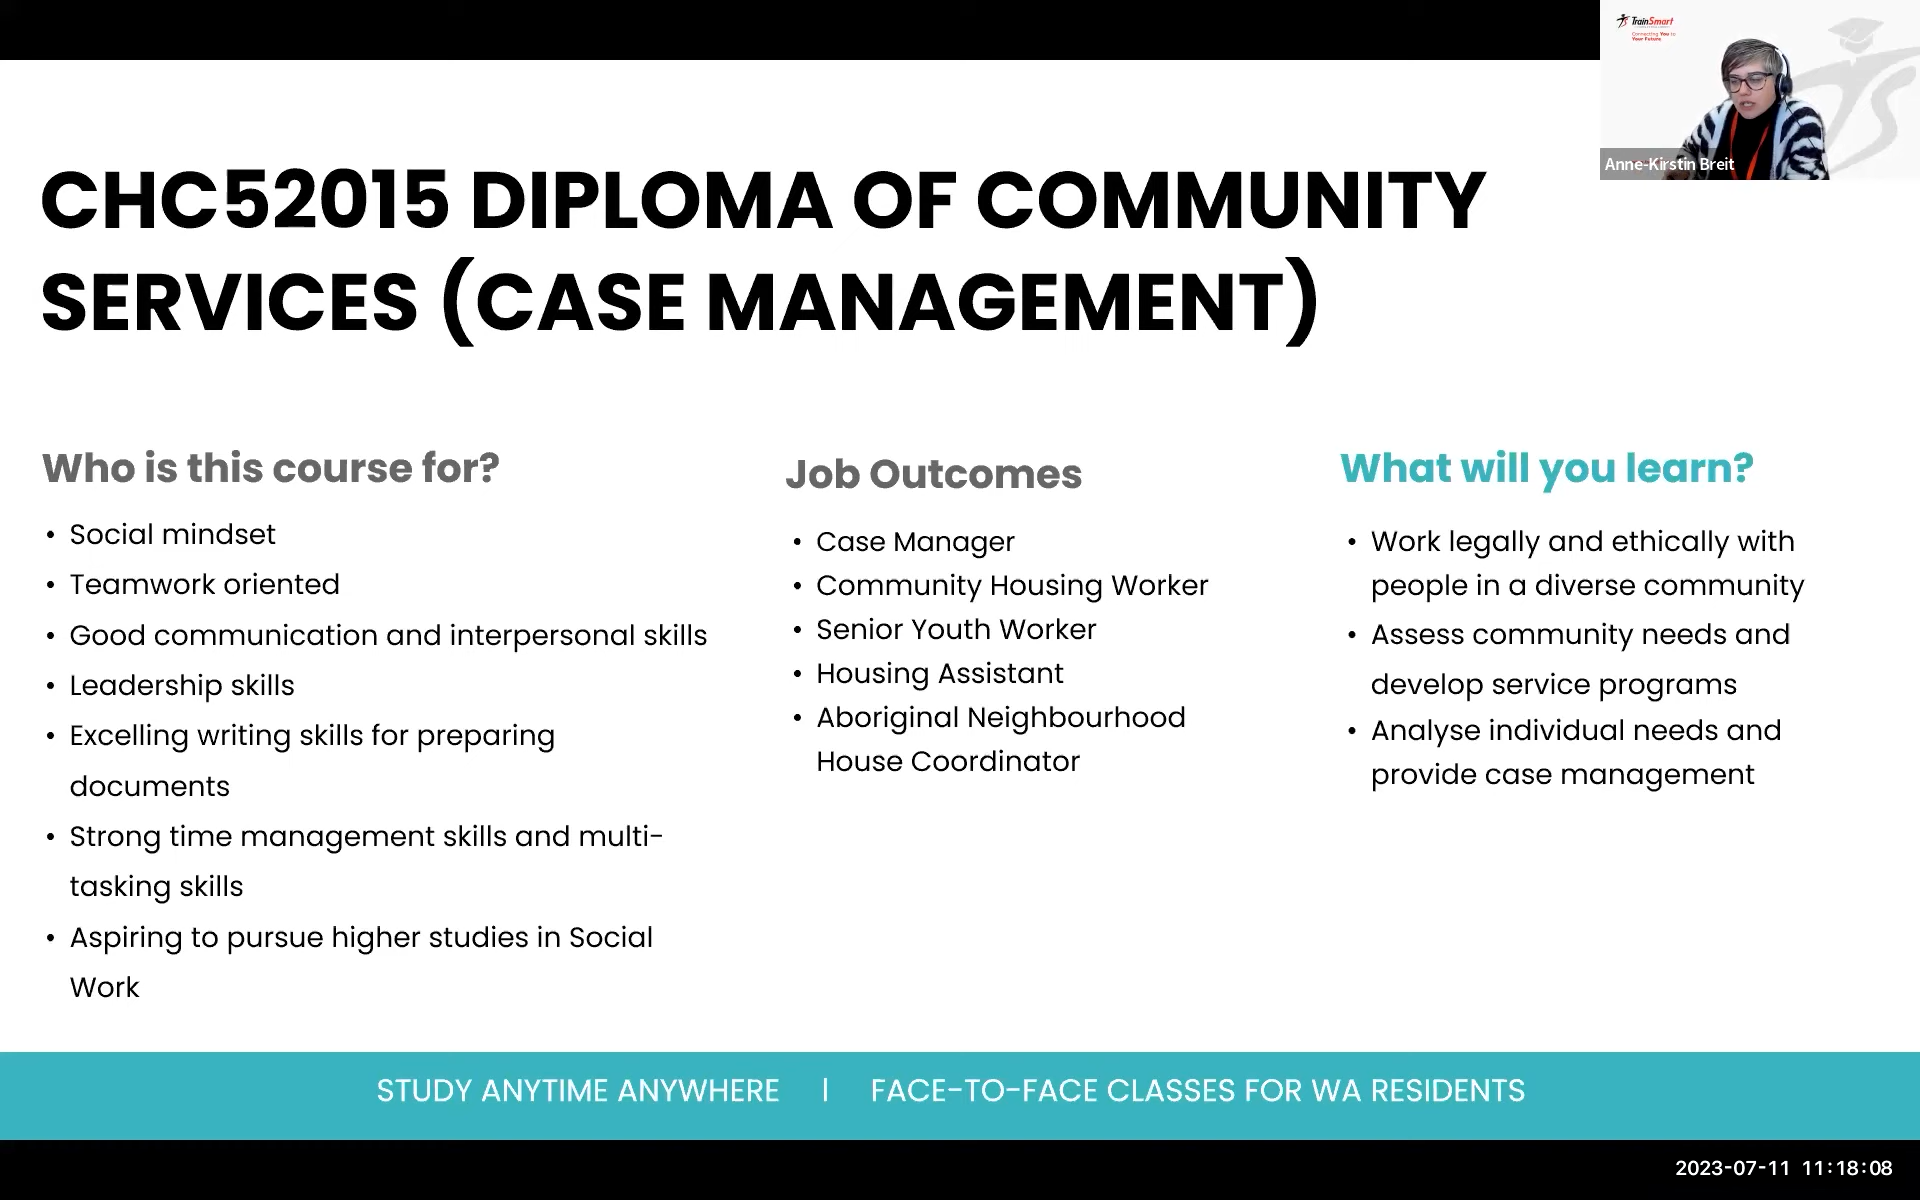 TrainSmart
Connecting You to
Your Future
Anne-Kirstin Breit
CHC52015 DIPLOMA OF COMMUNITY
SERVICES (CASE MANAGEMENT)
Who is this course for?
• Social mindset
• Teamwork oriented
• Good communication and interpersonal skills
• Leadership skills
• Excelling writing skills for preparing
documents
• Strong time management skills and multi-
tasking skills
• Aspiring to pursue higher studies in Social
Work
Job Outcomes
• Case Manager
• Community Housing Worker
• Senior Youth Worker
• Housing Assistant
• Aboriginal Neighbourhood
House Coordinator
What will you learn?
• Work legally and ethically with
people in a diverse community
• Assess community needs and
develop service programs
• Analyse individual needs and
provide case management
STUDY ANYTIME ANYWHERE | FACE-TO-FACE CLASSES FOR WA RESIDENTS
2023-07-11 11:18:08